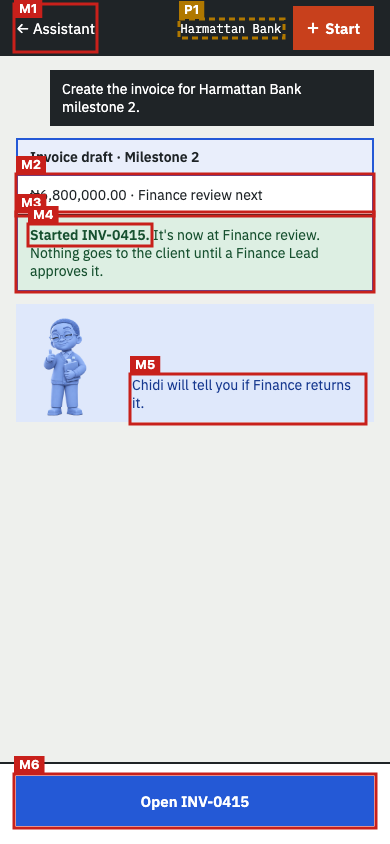 M1
← Assistant
P1
Harmattan Bank
+ Start
Create the invoice for Harmattan Bank
milestone 2.
Invoice draft · Milestone 2
M2
₦6,800,000.00 · Finance review next
M3
M4
Started INV-0415. It's now at Finance review.
Nothing goes to the client until a Finance Lead
approves it.
M5
Chidi will tell you if Finance returns
it.
M6
Open INV-0415